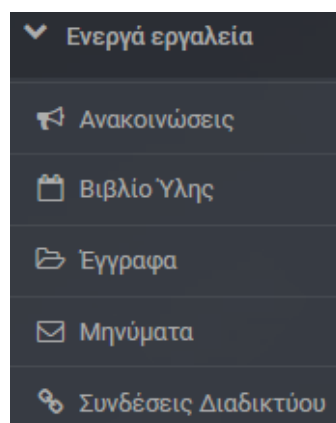 Ενεργά εργαλεία
Ανακοινώσεις
Βιβλίο Ύλης
Έγγραφα
Μηνύματα
Συνδέσεις Διαδικτύου